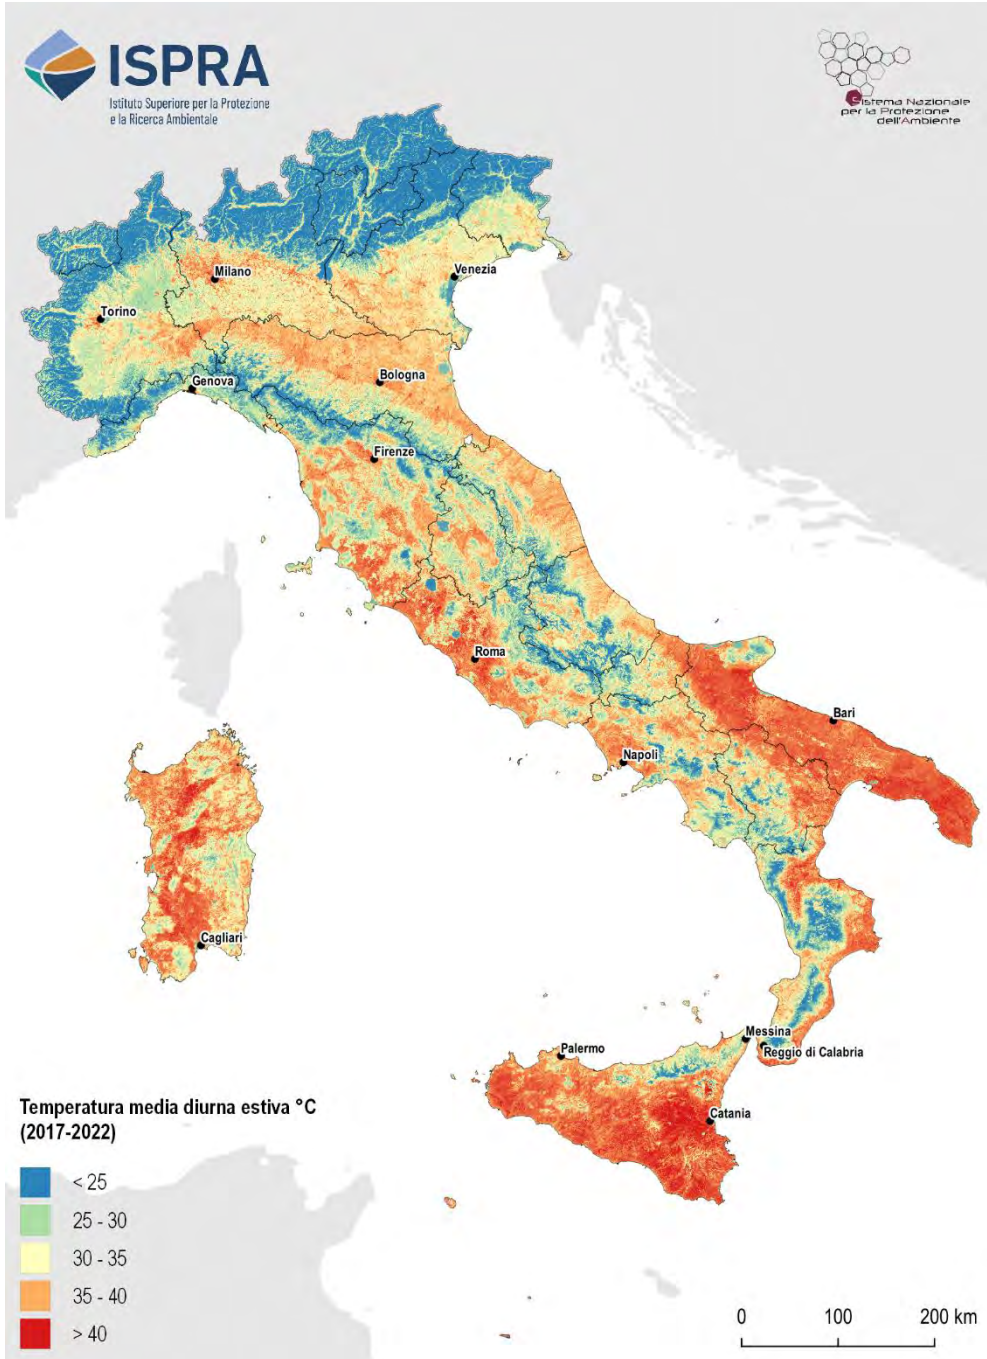 ISPRA
Istituto Superiore per la Protezione
e la Ricerca Ambientale
Sistema Nazionale
per la Protezione
dell'Ambiente
Milano
Venezia
Torino
Genova
Bologna
Firenze
Roma
Bari
Napoli
Cagliari
Messina
Palermo
Reggio di Calabria
Catania
Temperatura media diurna estiva °C
(2017-2022)
< 25
25 - 30
30 - 35
35 - 40
> 40
0 100 200 km